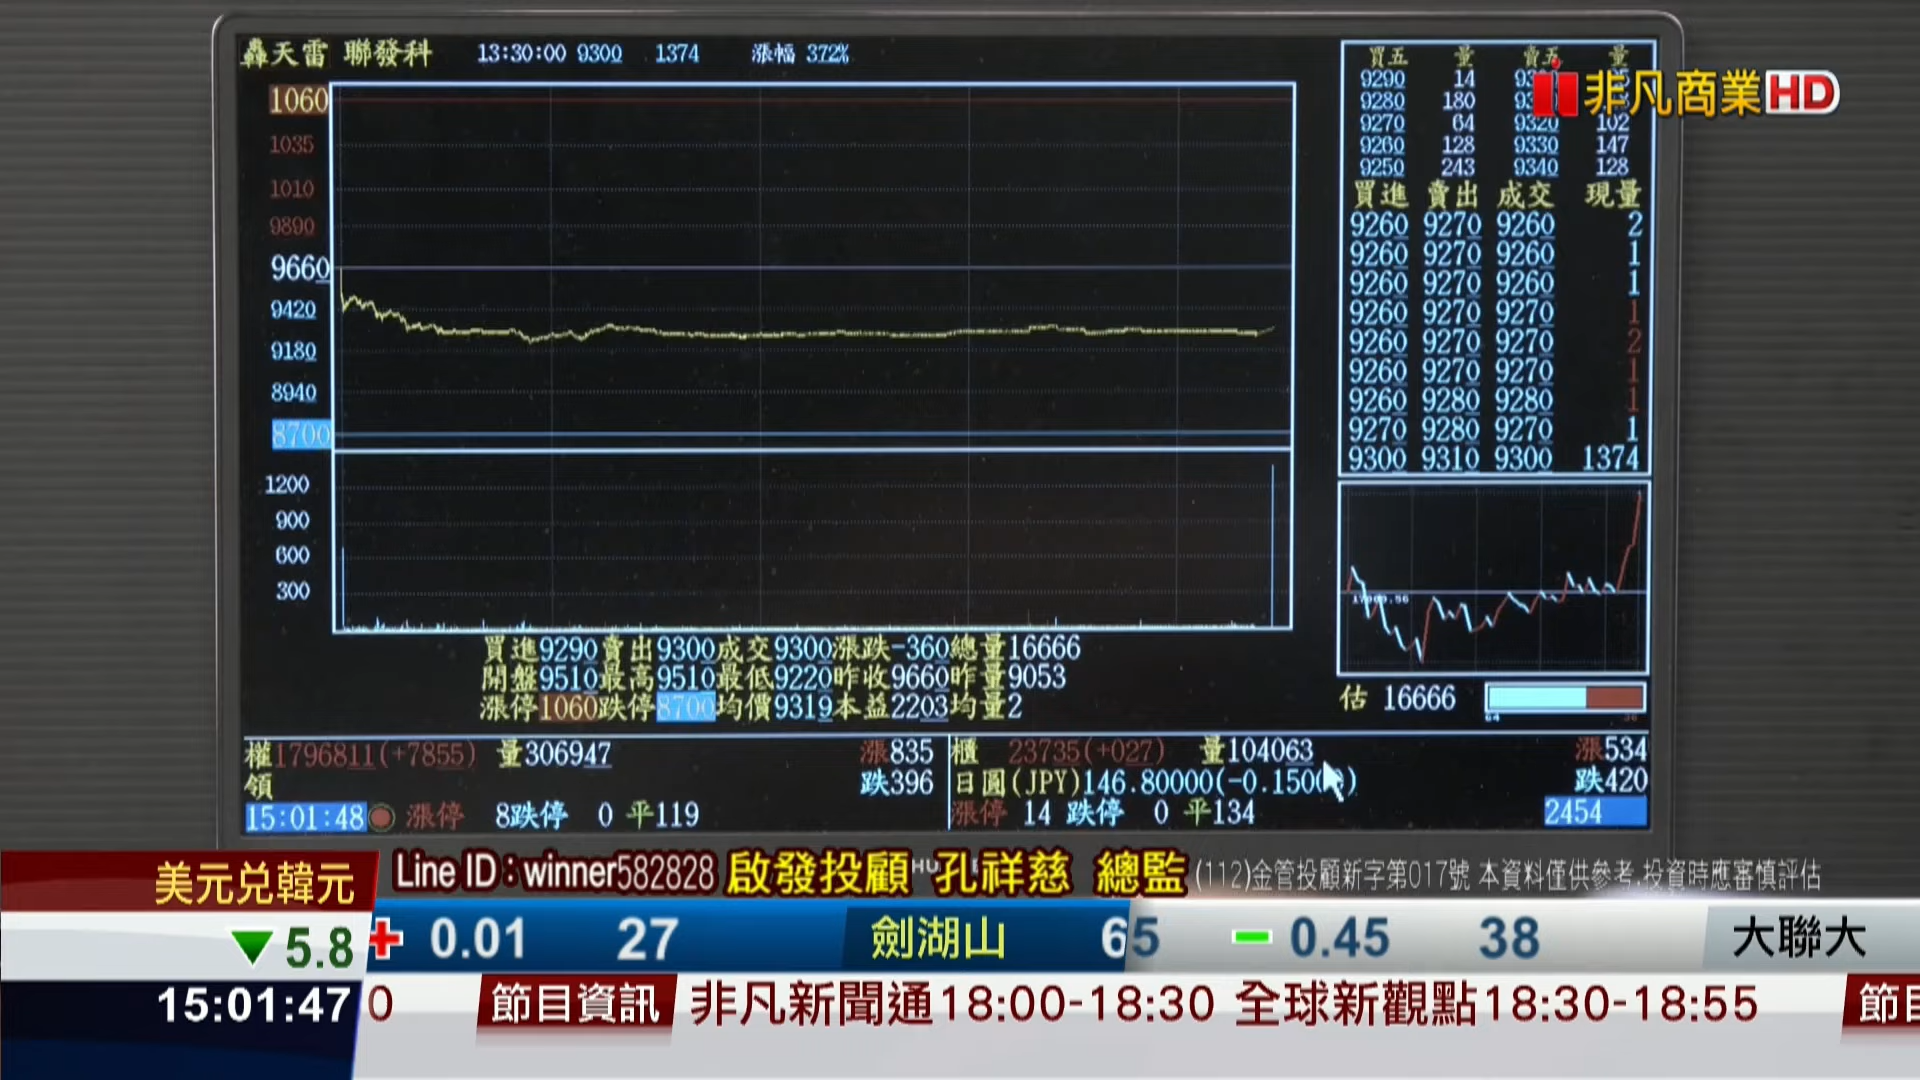 轟天雷 聯發科 13:30:00 9300 1374 漲幅 372%
1060
1035
1010
9890
9660
9420
9180
8940
8700
1200
900
600
300
買五 量 賣五 量
9290 14
9280 180
9270 64 9320 102
9260 128 9330 147
9250 243 9340 128
非凡商業HD
買進 賣出 成交 現量
9260 9270 9260 2
9260 9270 9260 1
9260 9270 9260 1
9260 9270 9270 1
9260 9270 9270 2
9260 9270 9270 1
9260 9280 9280 1
9270 9280 9270 1
9300 9310 9300 1374
估 16666
64 36
買進9290賣出9300成交9300漲跌-360總量16666
開盤9510最高9510最低9220昨收9660昨量9053
漲停1060跌停8700均價9319本益2203均量2
權1796811(+7855) 量306947 漲835
領 跌396
15:01:48 漲停 8跌停 0 平119
櫃 23735(+027) 量104063 漲534
日圓(JPY)146.80000(-0.150 ) 跌420
漲停 14 跌停 0 平134 2454
Line ID:winner582828 啟發投顧 孔祥慈 總監 (112)金管投顧新字第017號 本資料僅供參考,投資時應審慎評估
美元兑韓元
▼5.8
+ 0.01 27 劍湖山 65 - 0.45 38 大聯大
15:01:47
0 節目資訊 非凡新聞通18:00-18:30 全球新觀點18:30-18:55 節目